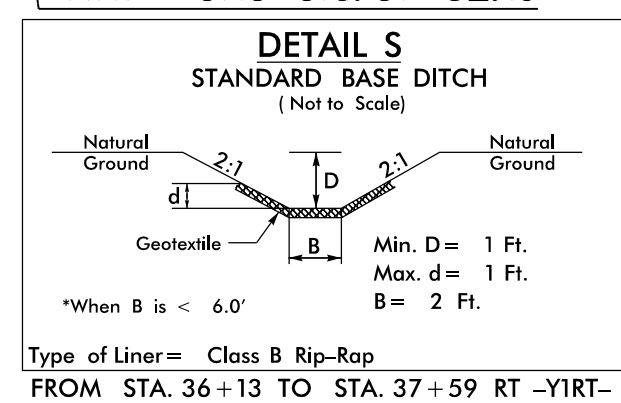 DETAIL S
STANDARD BASE DITCH
( Not to Scale)
Natural
Ground
2:1
D
2:1
Natural
Ground
d
Geotextile
B
Min. D = 1 Ft.
Max. d = 1 Ft.
B = 2 Ft.
*When B is < 6.0'
Type of Liner = Class B Rip-Rap
FROM STA. 36+13 TO STA. 37+59 RT -Y1RT-